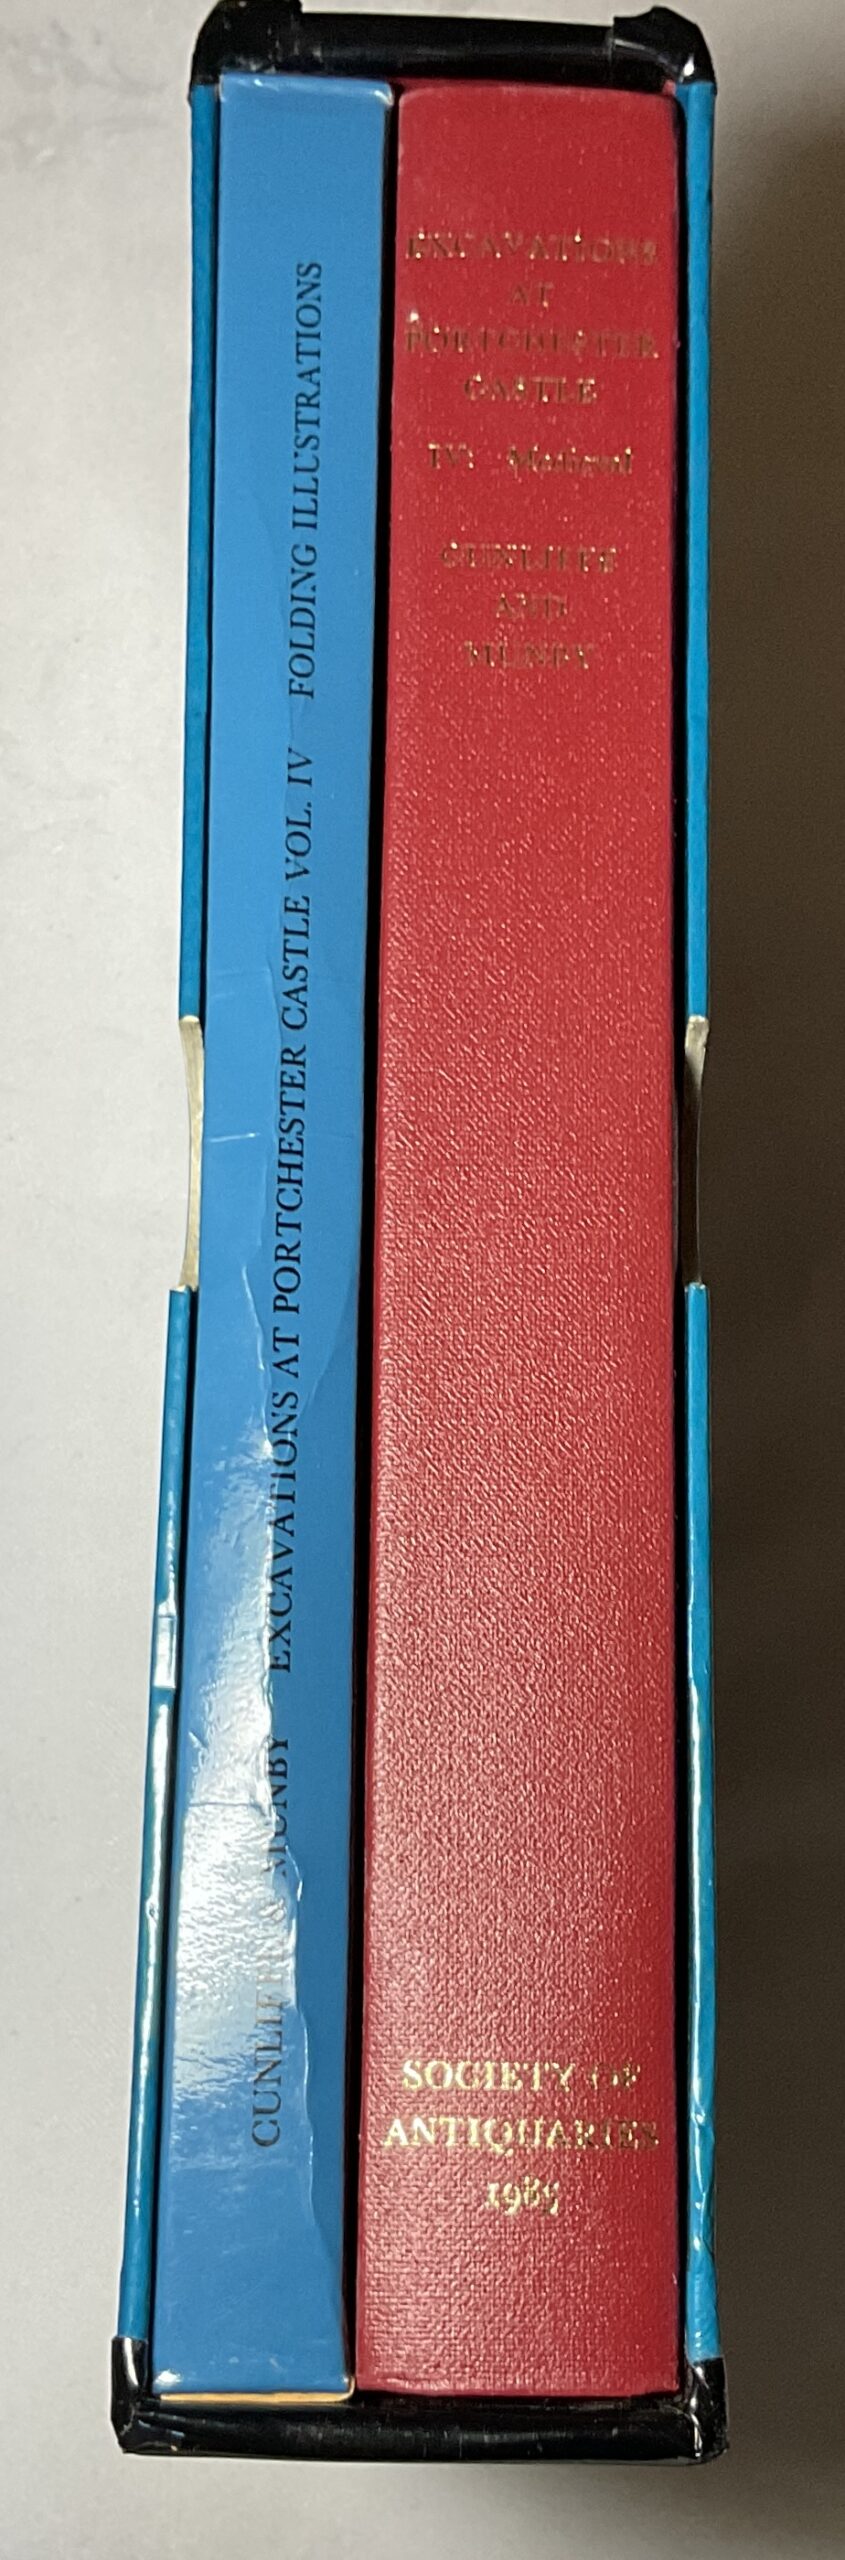 CUNLIFFE & MUNBY EXCAVATIONS AT PORTCHESTER CASTLE VOL. IV FOLDING ILLUSTRATIONS
EXCAVATIONS
AT
PORTCHESTER
CASTLE
IV: Medieval
CUNLIFFE
AND
MUNBY
SOCIETY OF
ANTIQUARIES
1985